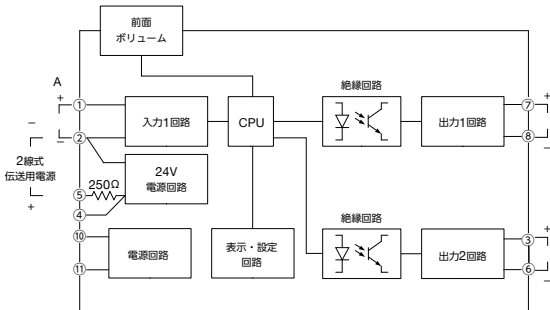 前面
ボリューム
A
+
①
−
−
②
2線式
伝送用電源
+
250Ω
⑤
④
⑩
⑪
入力1回路
CPU
24V
電源回路
電源回路
表示・設定
回路
絶縁回路
出力1回路
⑦
+
⑧
−
絶縁回路
出力2回路
③
+
⑥
−